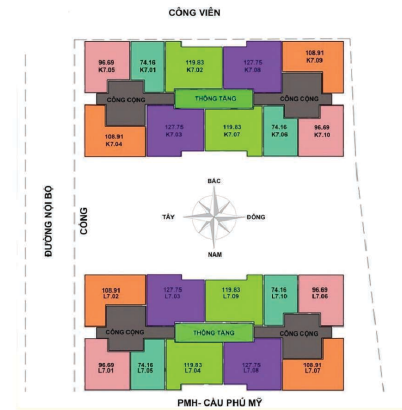 CÔNG VIÊN
96.69
K7.05
74.16
K7.01
119.83
K7.02
127.75
K7.08
108.91
K7.09
CÔNG CỘNG
THÔNG TẦNG
CÔNG CỘNG
108.91
K7.04
127.75
K7.03
119.83
K7.07
74.16
K7.06
96.69
K7.10
ĐƯỜNG NỘI BỘ
CỔNG
BẮC
TÂY
ĐÔNG
NAM
108.91
L7.02
127.75
L7.03
119.83
L7.09
74.16
L7.10
96.69
L7.06
CÔNG CỘNG
THÔNG TẦNG
CÔNG CỘNG
96.69
L7.01
74.16
L7.05
119.83
L7.04
127.75
L7.08
108.91
L7.07
PMH- CẦU PHÚ MỸ